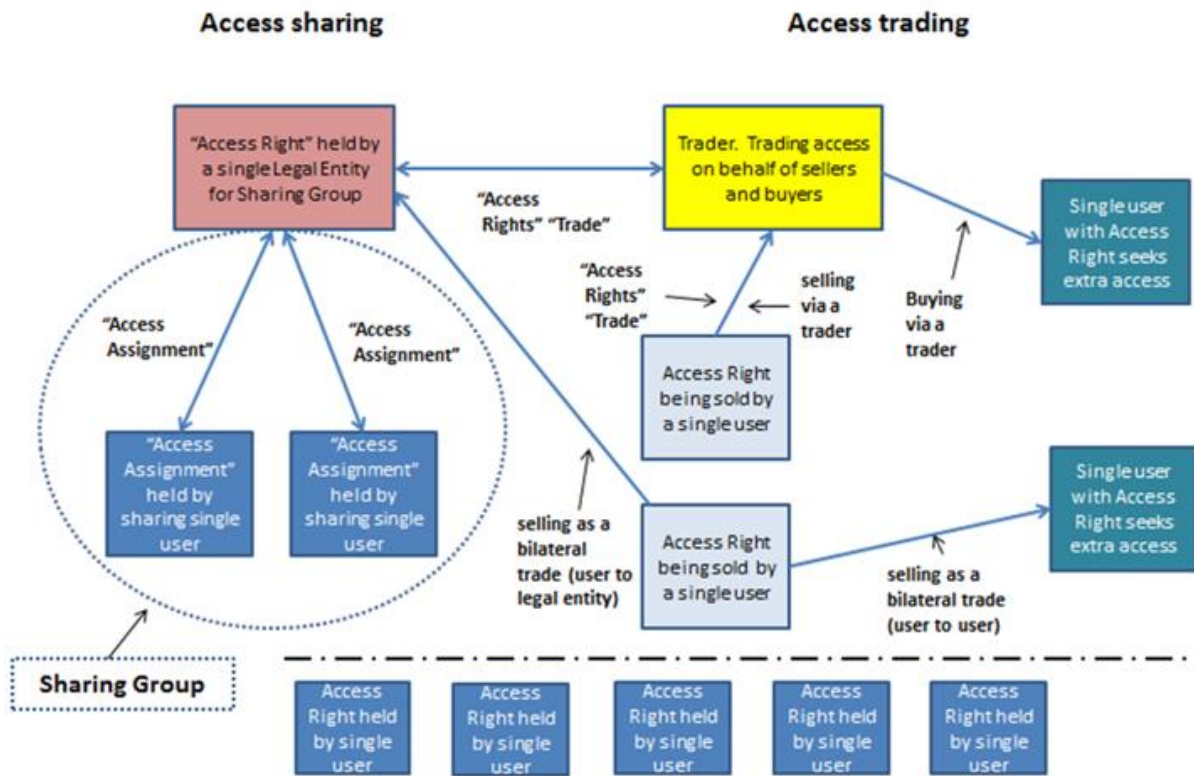 Access sharing
Access trading
“Access Right” held by
a single Legal Entity
for Sharing Group
Trader. Trading access
on behalf of sellers
and buyers
“Access
Rights” “Trade”
Single user
with Access
Right seeks
extra access
“Access
Rights”
“Trade”
selling
via a
trader
Buying
via a
trader
“Access
Assignment”
“Access
Assignment”
Access Right
being sold by
a single user
“Access
Assignment”
held by
sharing single
user
“Access
Assignment”
held by
sharing single
user
Single user
with Access
Right seeks
extra access
selling as a
bilateral
trade (user to
legal entity)
Access Right
being sold by
a single user
selling as a
bilateral trade
(user to user)
Sharing Group
Access
Right held
by single
user
Access
Right held
by single
user
Access
Right held
by single
user
Access
Right held
by single
user
Access
Right held
by single
user